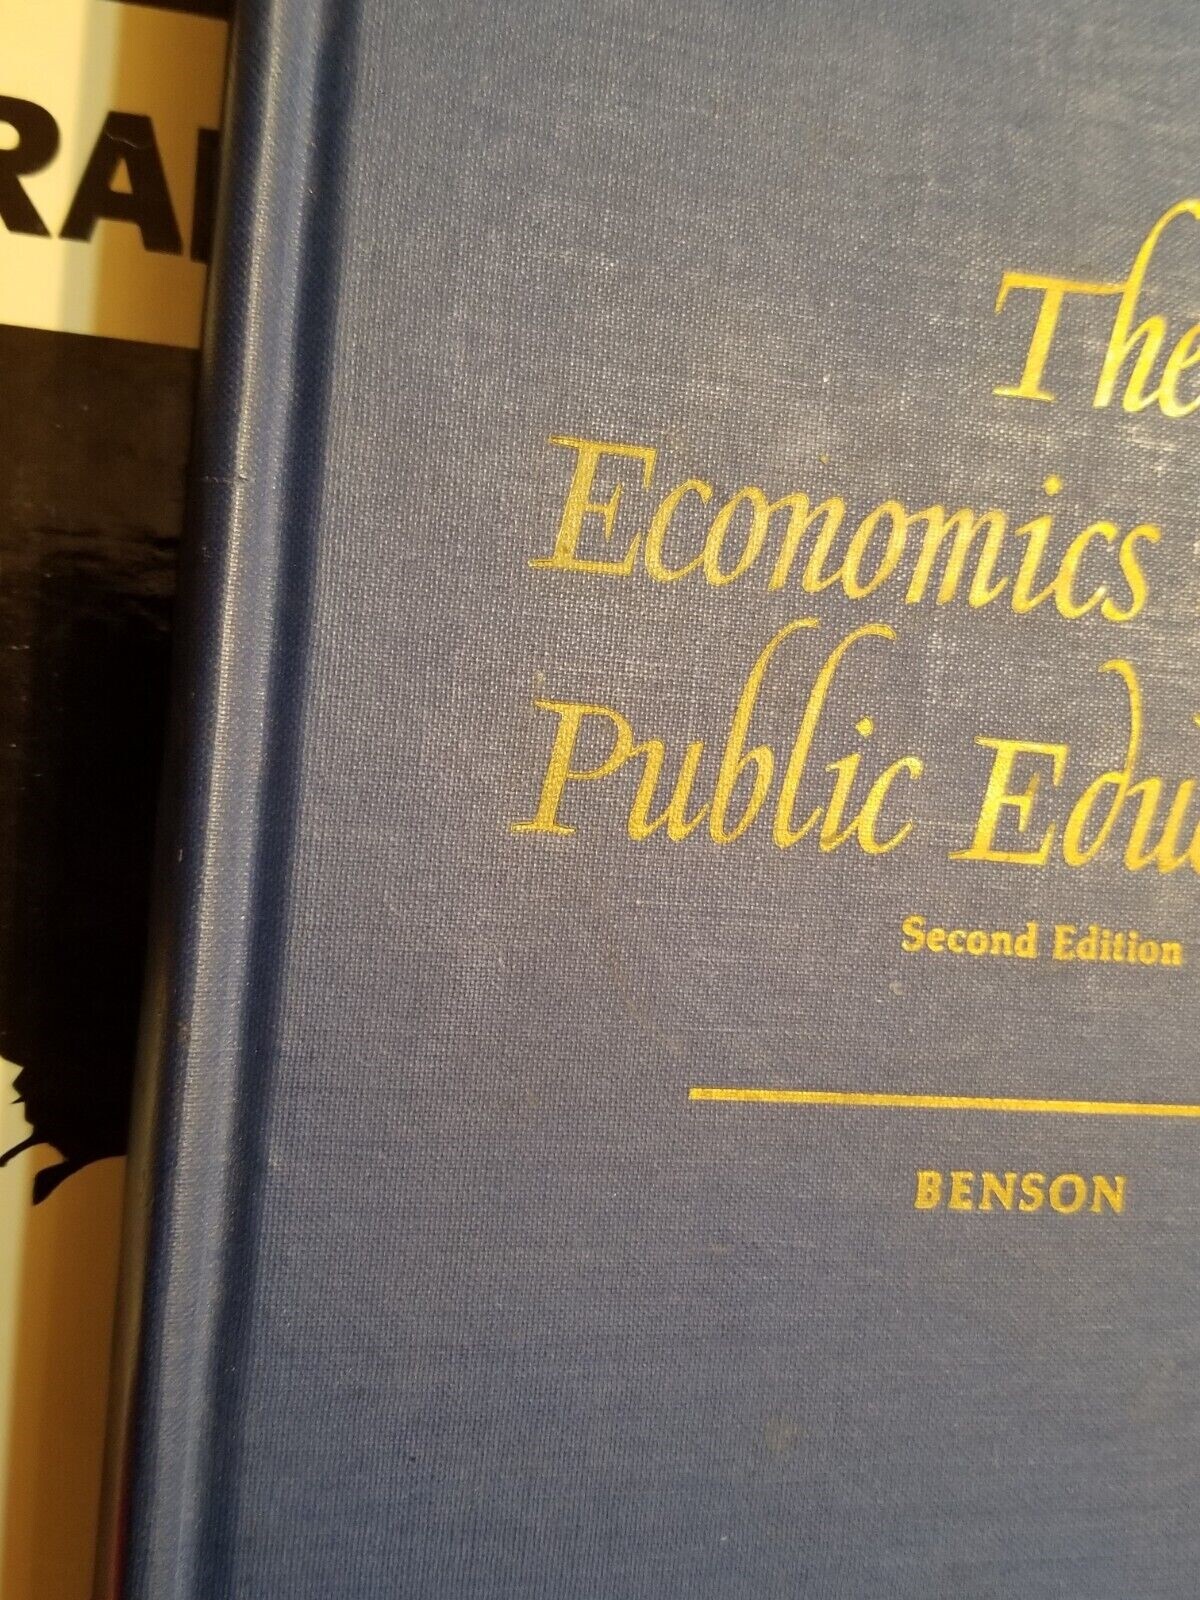 The
Economics
Public Edu
Second Edition
BENSON
RA